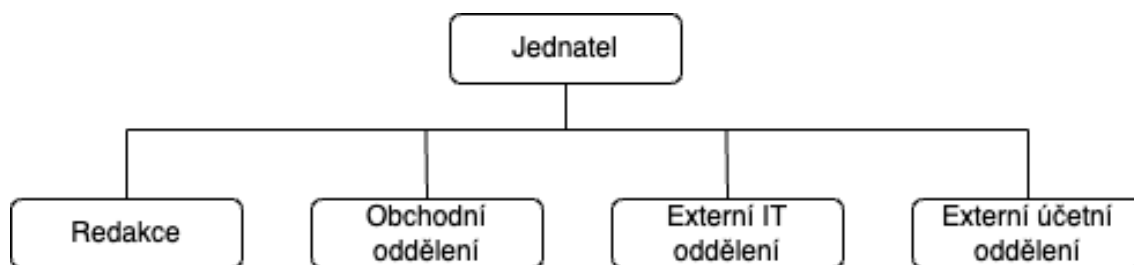 Jednatel
Redakce
Obchodní
oddělení
Externí IT
oddělení
Externí účetní
oddělení